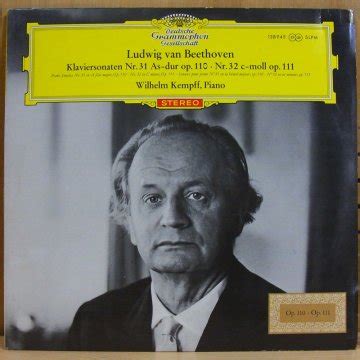 Deutsche
Grammophon
Gesellschaft
Ludwig van Beethoven
Klaviersonaten Nr. 31 As-dur op. 110 · Nr. 32 c-moll op. 111
Wilhelm Kempff, Piano
STEREO
Op. 110 - Op. 111